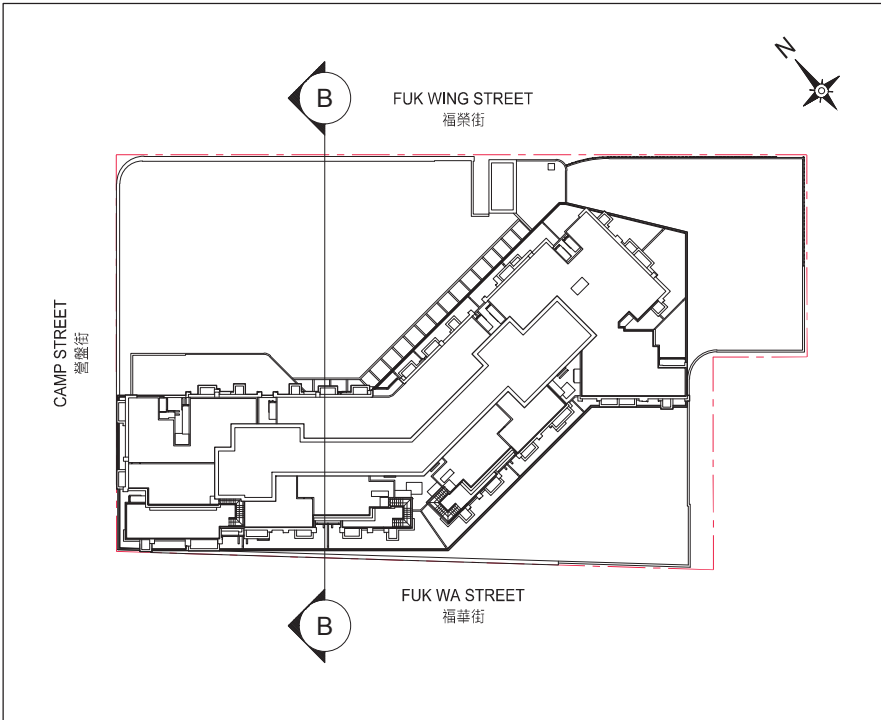 N
B
FUK WING STREET
福榮街
CAMP STREET
營盤街
FUK WA STREET
福華街
B